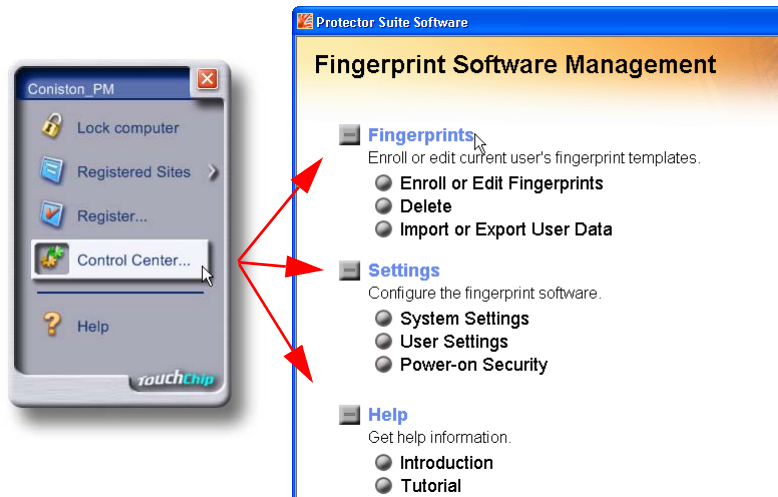 Coniston_PM
Lock computer
Registered Sites
Register...
Control Center...
Help
TouchChip
Protector Suite Software
Fingerprint Software Management
Fingerprints
Enroll or edit current user's fingerprint templates.
Enroll or Edit Fingerprints
Delete
Import or Export User Data
Settings
Configure the fingerprint software.
System Settings
User Settings
Power-on Security
Help
Get help information.
Introduction
Tutorial